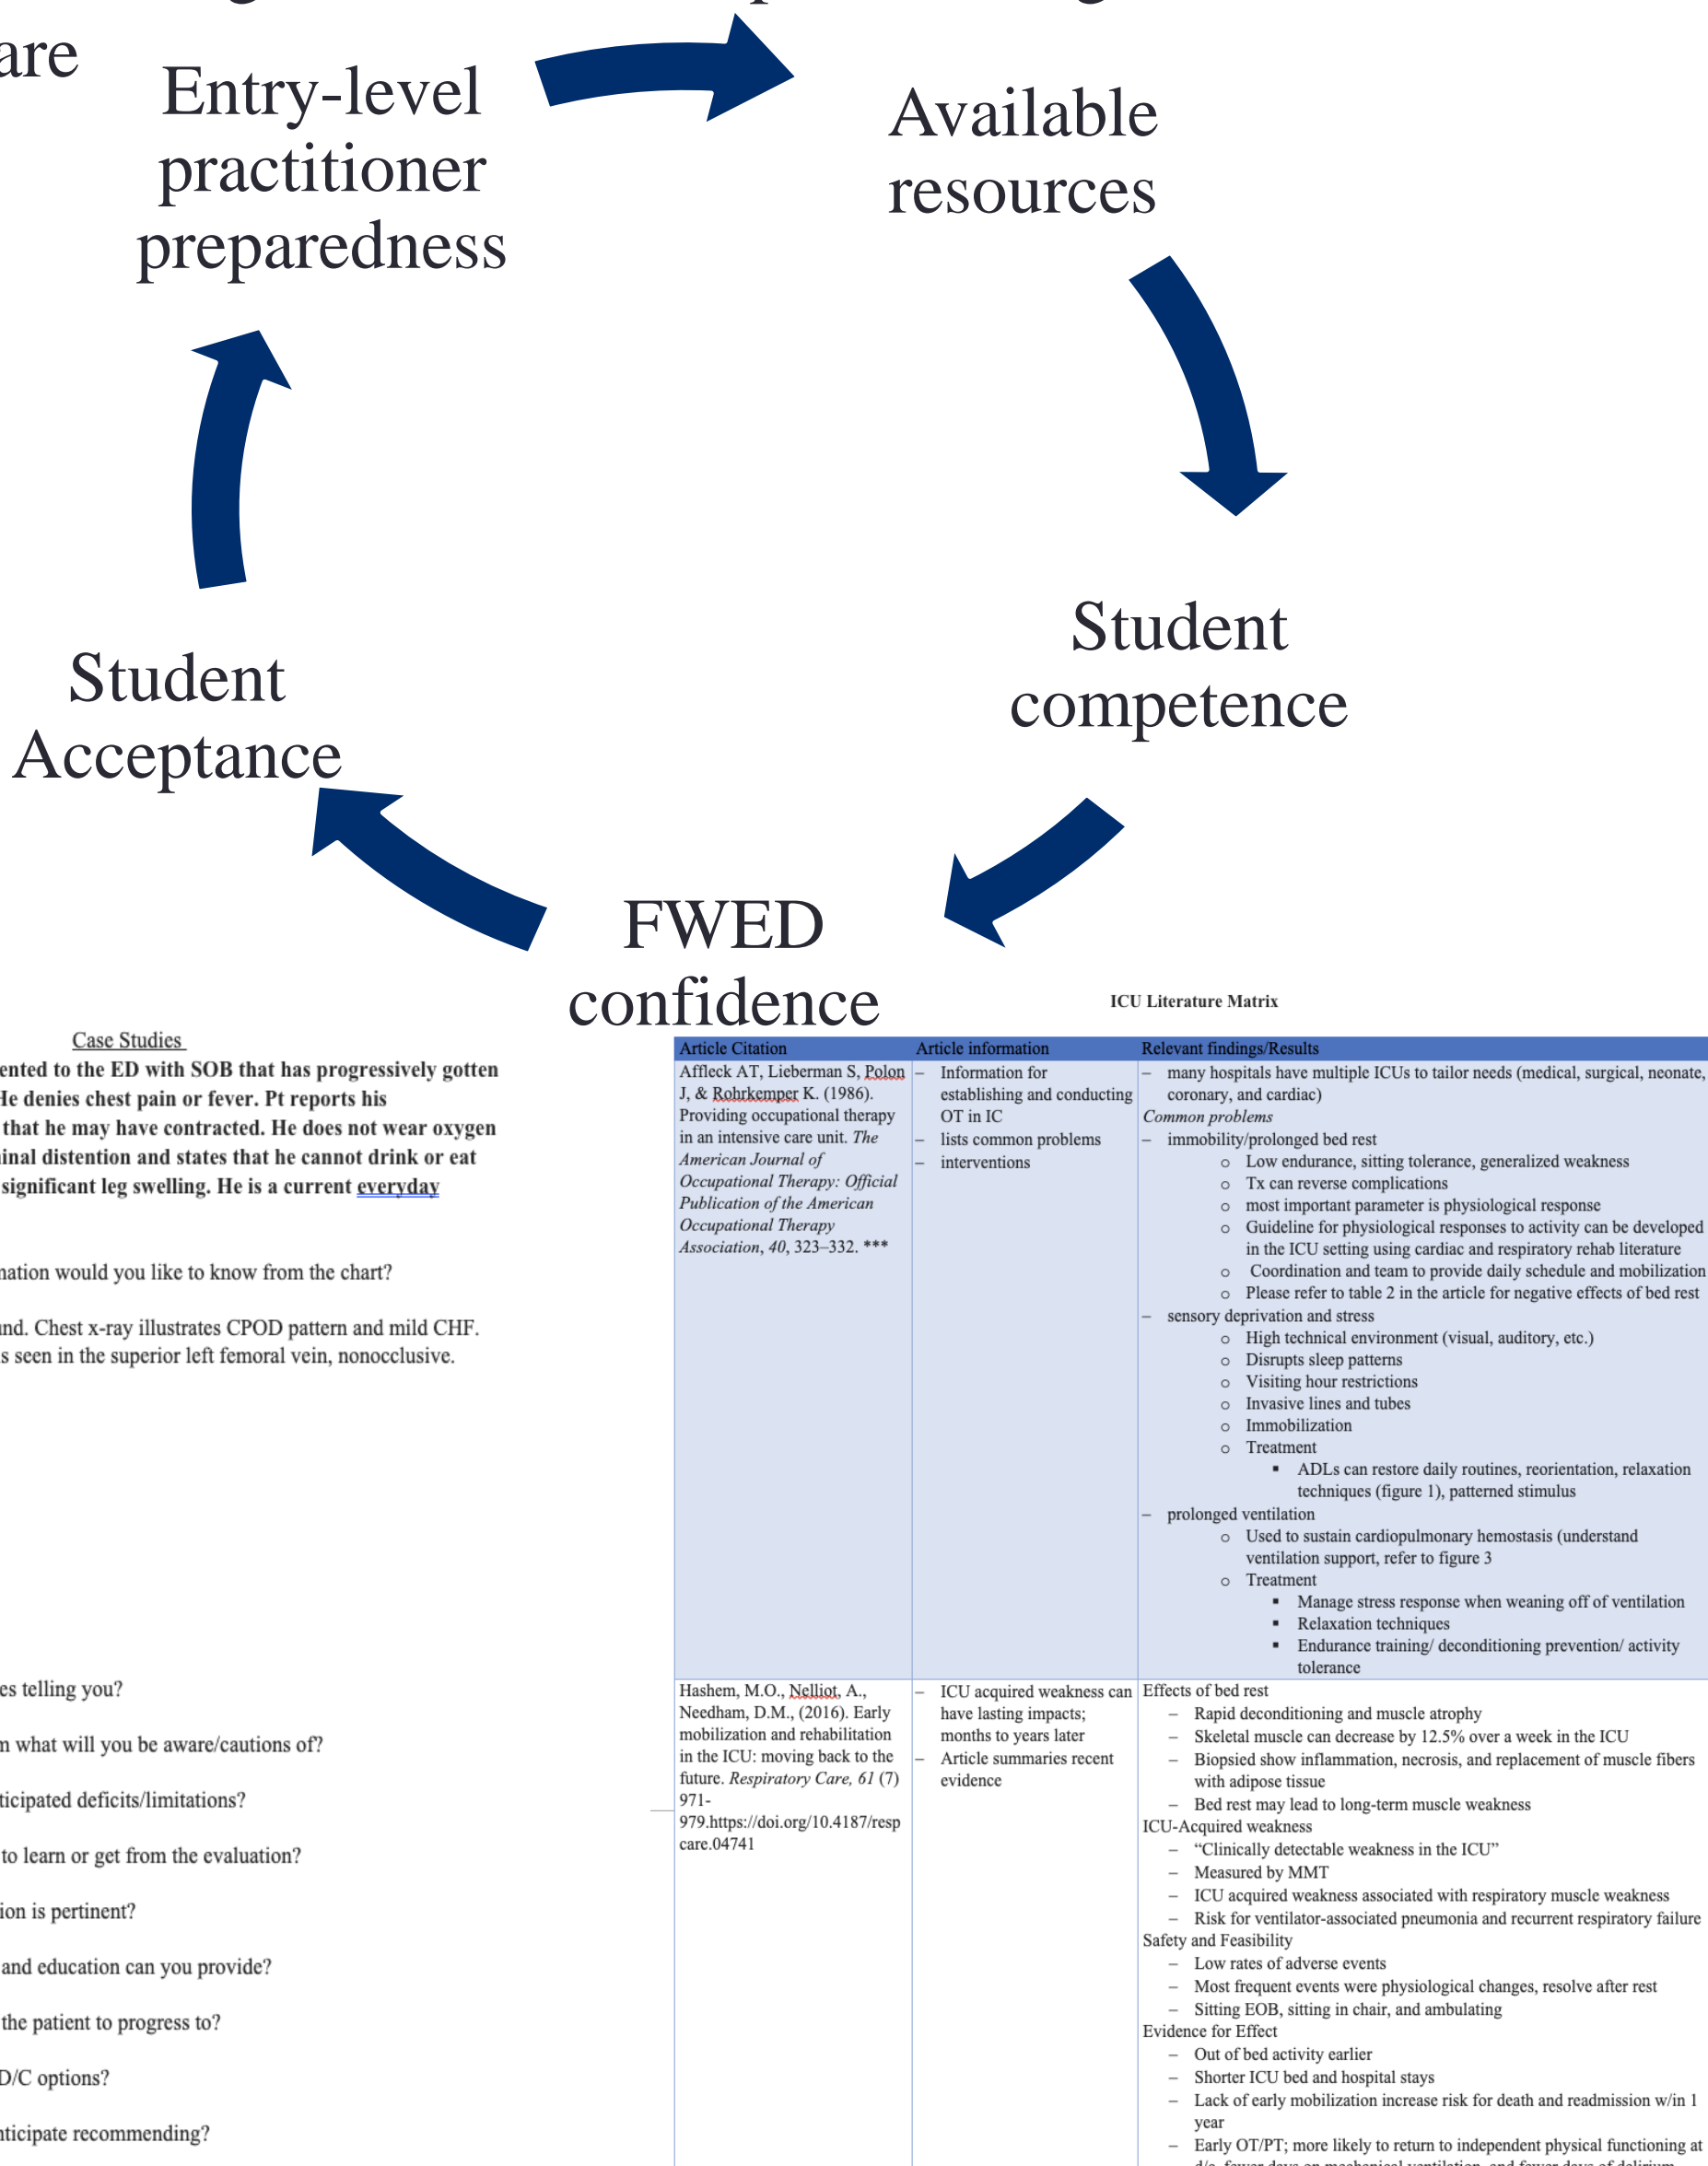 are
Entry-level
practitioner
preparedness
Available
resources
Student
competence
FWED
confidence
Student
Acceptance
Case Studies
ented to the ED with SOB that has progressively gotten
He denies chest pain or fever. Pt reports his
that he may have contracted. He does not wear oxygen
inal distention and states that he cannot drink or eat
significant leg swelling. He is a current everyday
nation would you like to know from the chart?
und. Chest x-ray illustrates CPOD pattern and mild CHF.
s seen in the superior left femoral vein, nonocclusive.
es telling you?
m what will you be aware/cautions of?
ticipated deficits/limitations?
to learn or get from the evaluation?
ion is pertinent?
and education can you provide?
the patient to progress to?
D/C options?
nticipate recommending?
ICU Literature Matrix
Article Citation
Article information
Relevant findings/Results
Affleck AT, Lieberman S, Polon
J, & Rohrkemper K. (1986).
Providing occupational therapy
in an intensive care unit. The
American Journal of
Occupational Therapy: Official
Publication of the American
Occupational Therapy
Association, 40, 323–332. ***
– Information for
establishing and conducting
OT in IC
– lists common problems
– interventions
– many hospitals have multiple ICUs to tailor needs (medical, surgical, neonate,
coronary, and cardiac)
Common problems
– immobility/prolonged bed rest
o Low endurance, sitting tolerance, generalized weakness
o Tx can reverse complications
o most important parameter is physiological response
o Guideline for physiological responses to activity can be developed
in the ICU setting using cardiac and respiratory rehab literature
o Coordination and team to provide daily schedule and mobilization
o Please refer to table 2 in the article for negative effects of bed rest
– sensory deprivation and stress
o High technical environment (visual, auditory, etc.)
o Disrupts sleep patterns
o Visiting hour restrictions
o Invasive lines and tubes
o Immobilization
o Treatment
▪ ADLs can restore daily routines, reorientation, relaxation
techniques (figure 1), patterned stimulus
– prolonged ventilation
o Used to sustain cardiopulmonary hemostasis (understand
ventilation support, refer to figure 3
o Treatment
▪ Manage stress response when weaning off of ventilation
▪ Relaxation techniques
▪ Endurance training/ deconditioning prevention/ activity
tolerance
Hashem, M.O., Nelliot, A.,
Needham, D.M., (2016). Early
mobilization and rehabilitation
in the ICU: moving back to the
future. Respiratory Care, 61 (7)
971-
979.https://doi.org/10.4187/resp
care.04741
– ICU acquired weakness can
have lasting impacts;
months to years later
– Article summaries recent
evidence
Effects of bed rest
– Rapid deconditioning and muscle atrophy
– Skeletal muscle can decrease by 12.5% over a week in the ICU
– Biopsied show inflammation, necrosis, and replacement of muscle fibers
with adipose tissue
– Bed rest may lead to long-term muscle weakness
ICU-Acquired weakness
– “Clinically detectable weakness in the ICU”
– Measured by MMT
– ICU acquired weakness associated with respiratory muscle weakness
– Risk for ventilator-associated pneumonia and recurrent respiratory failure
Safety and Feasibility
– Low rates of adverse events
– Most frequent events were physiological changes, resolve after rest
– Sitting EOB, sitting in chair, and ambulating
Evidence for Effect
– Out of bed activity earlier
– Shorter ICU bed and hospital stays
– Lack of early mobilization increase risk for death and readmission w/in 1
year
– Early OT/PT; more likely to return to independent physical functioning at
d/c, fewer days on mechanical ventilation, and fewer days of delirium